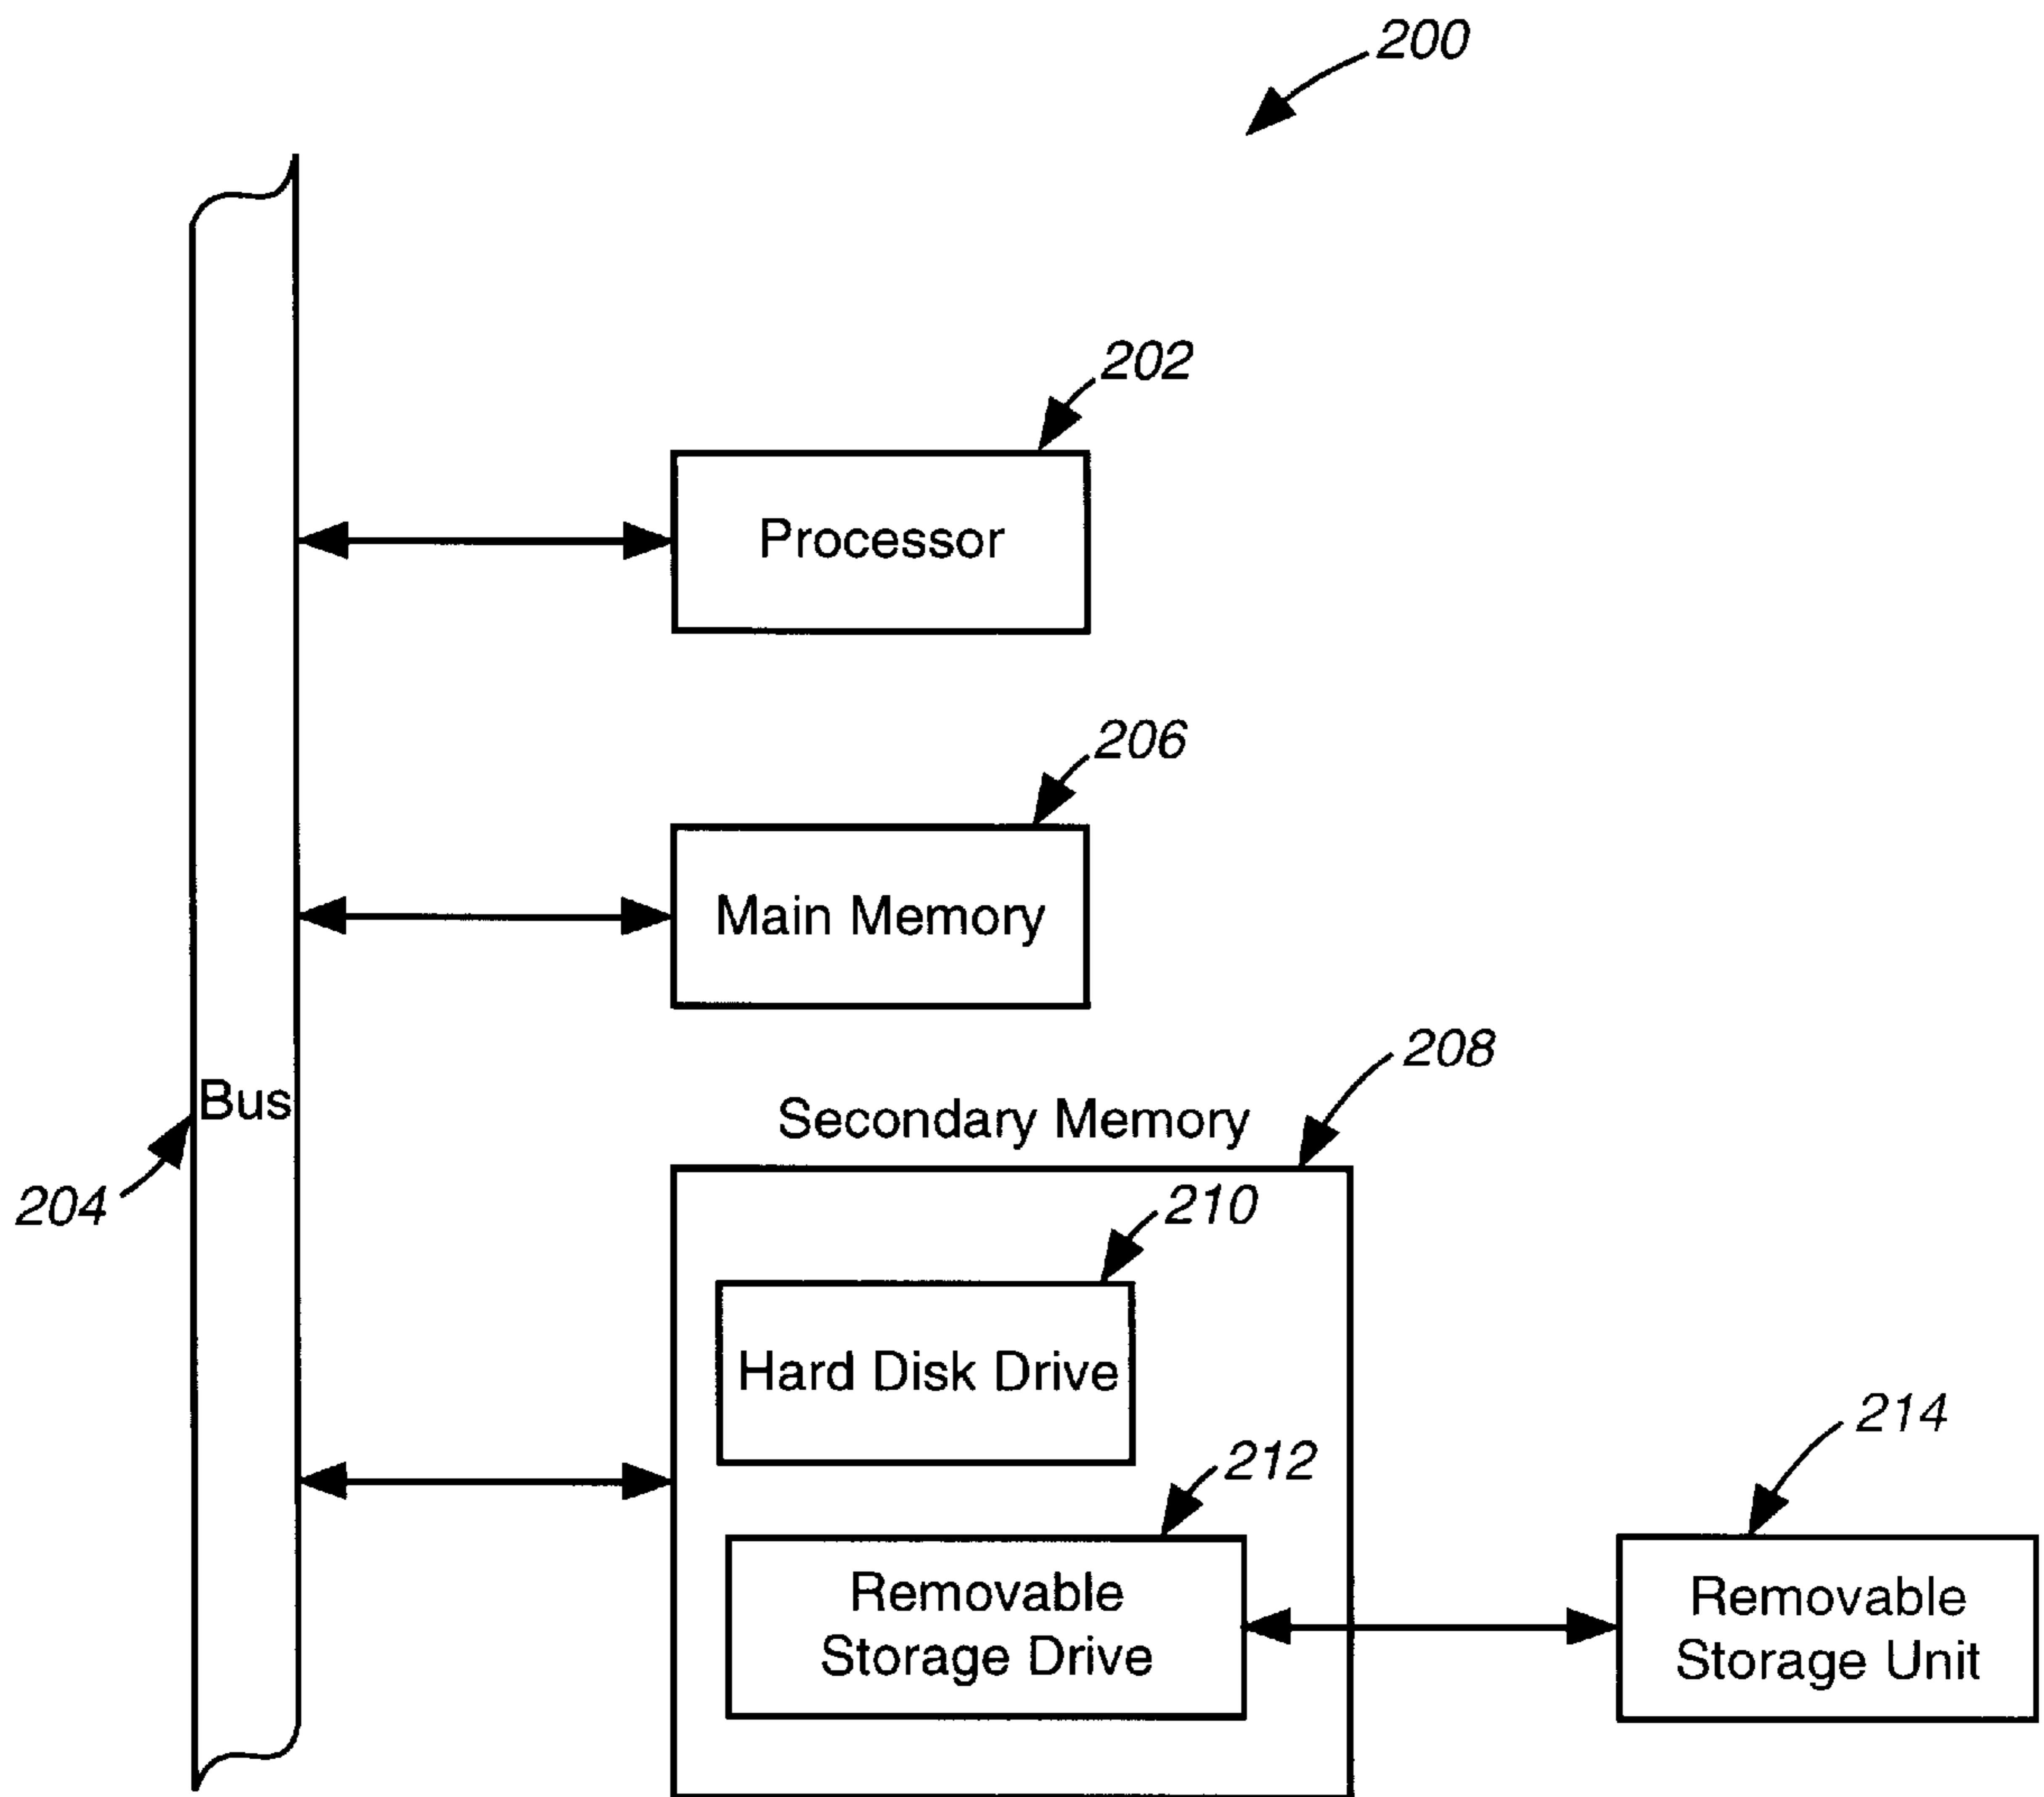 200
202
Processor
206
Main Memory
208
Bus
Secondary Memory
204
210
Hard Disk Drive
212
214
Removable
Storage Drive
Removable
Storage Unit